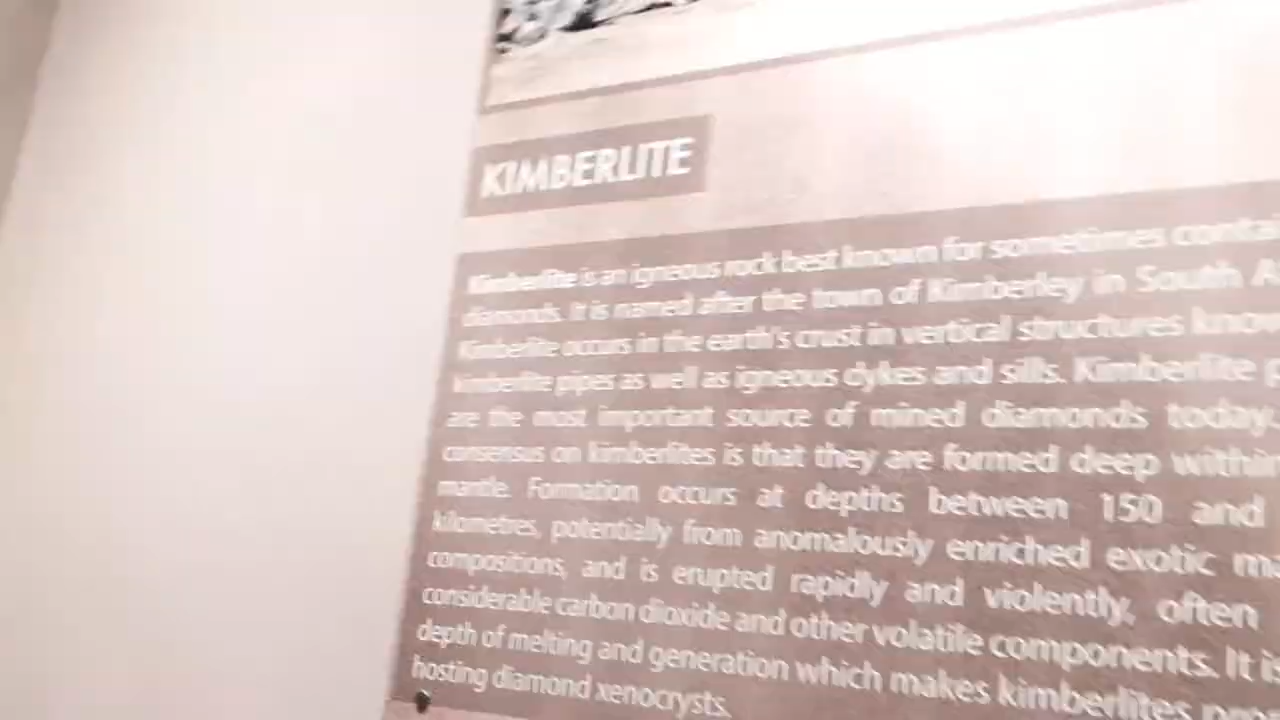 KIMBERLITE
Kimberlite is an igneous rock best known for sometimes
diamonds. It is named after the town of Kimberley in South
Kimberlite occurs in the earth's crust in vertical structures
kimberlite pipes as well as igneous dykes and sills. Kimberlite
are the most important source of mined diamonds today.
consensus on kimberlites is that they are formed deep within
mantle. Formation occurs at depths between 150 and
kilometres, potentially from anomalously enriched exotic
compositions, and is erupted rapidly and violently, often
considerable carbon dioxide and other volatile components. It is
depth of melting and generation which makes kimberlites
hosting diamond xenocrysts.